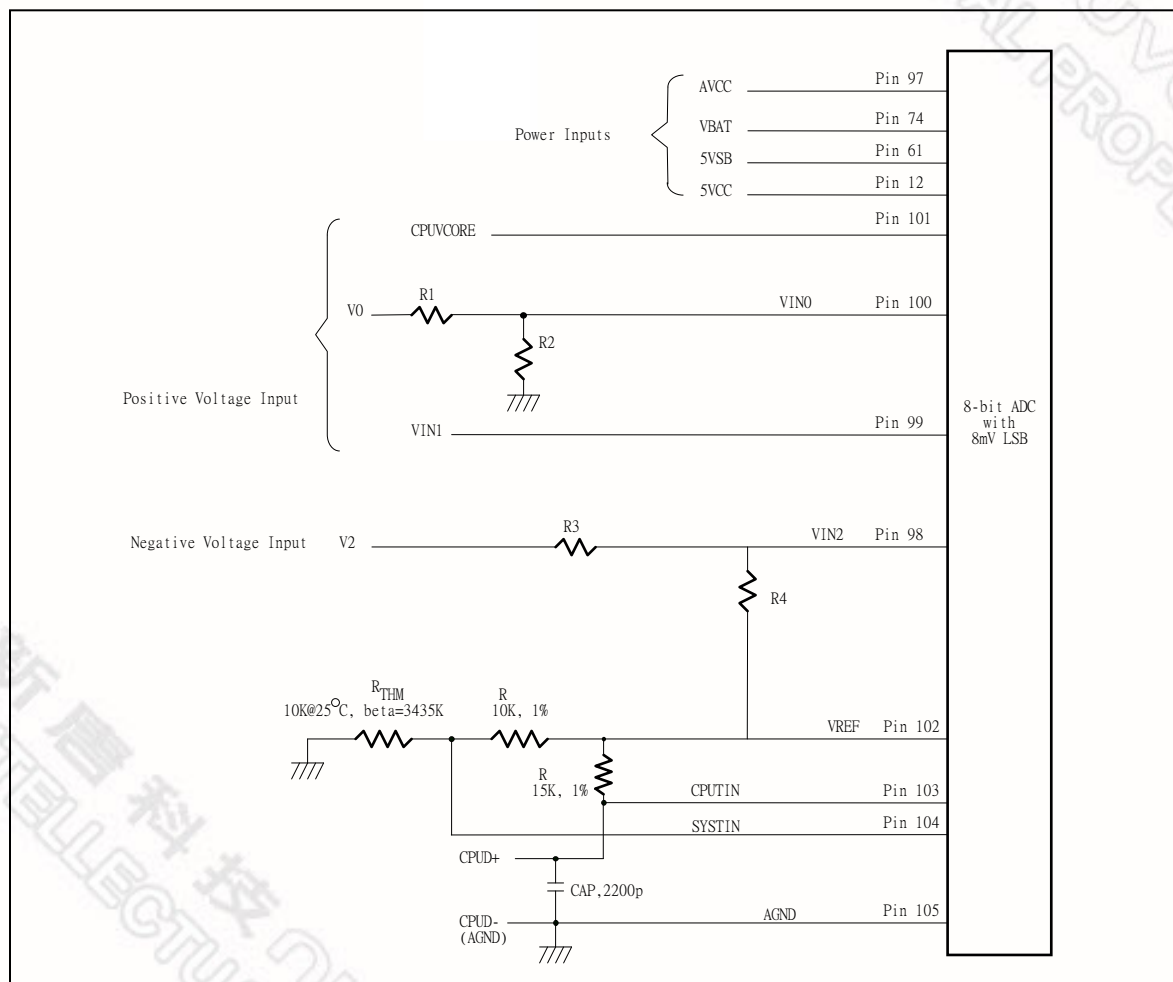 AVCC
Pin 97
Power Inputs
VBAT
Pin 74
5VSB
Pin 61
5VCC
Pin 12
CPUVCORE
Pin 101
R1
V0
VIN0
Pin 100
R2
Positive Voltage Input
VIN1
Pin 99
8-bit ADC
with
8mV LSB
R3
Negative Voltage Input
V2
VIN2
Pin 98
R4
RTHM
10K@25°C, beta=3435K
R
10K, 1%
VREF
Pin 102
R
15K, 1%
CPUTIN
Pin 103
SYSTIN
Pin 104
CPUD+
CAP,2200p
CPUD-
(AGND)
AGND
Pin 105
科技